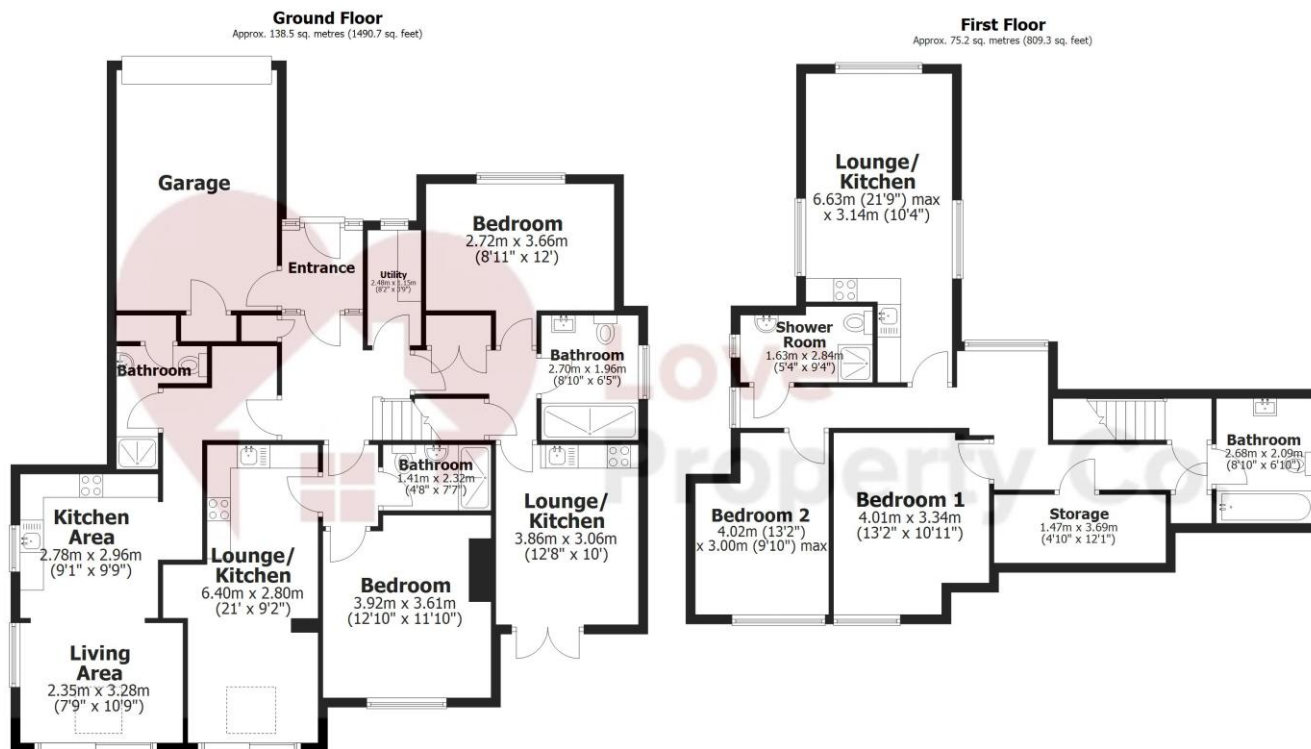 Ground Floor
Approx. 138.5 sq. metres (1490.7 sq. feet)
Garage
Entrance
Utility
2.48m x 1.15m
(8'2" x 3'9")
Bedroom
2.72m x 3.66m
(8'11" x 12')
Bathroom
Bathroom
2.70m x 1.96m
(8'10" x 6'5")
Bathroom
1.41m x 2.32m
(4'8" x 7'7")
Kitchen
Area
2.78m x 2.96m
(9'1" x 9'9")
Lounge/
Kitchen
6.40m x 2.80m
(21' x 9'2")
Bedroom
3.92m x 3.61m
(12'10" x 11'10")
Lounge/
Kitchen
3.86m x 3.06m
(12'8" x 10')
Living
Area
2.35m x 3.28m
(7'9" x 10'9")
First Floor
Approx. 75.2 sq. metres (809.3 sq. feet)
Lounge/
Kitchen
6.63m (21'9") max
x 3.14m (10'4")
Shower
Room
1.63m x 2.84m
(5'4" x 9'4")
Bedroom 2
4.02m (13'2")
x 3.00m (9'10") max
Bedroom 1
4.01m x 3.34m
(13'2" x 10'11")
Storage
1.47m x 3.69m
(4'10" x 12'1")
Bathroom
2.68m x 2.09m
(8'10" x 6'10")
Love
Property Co.